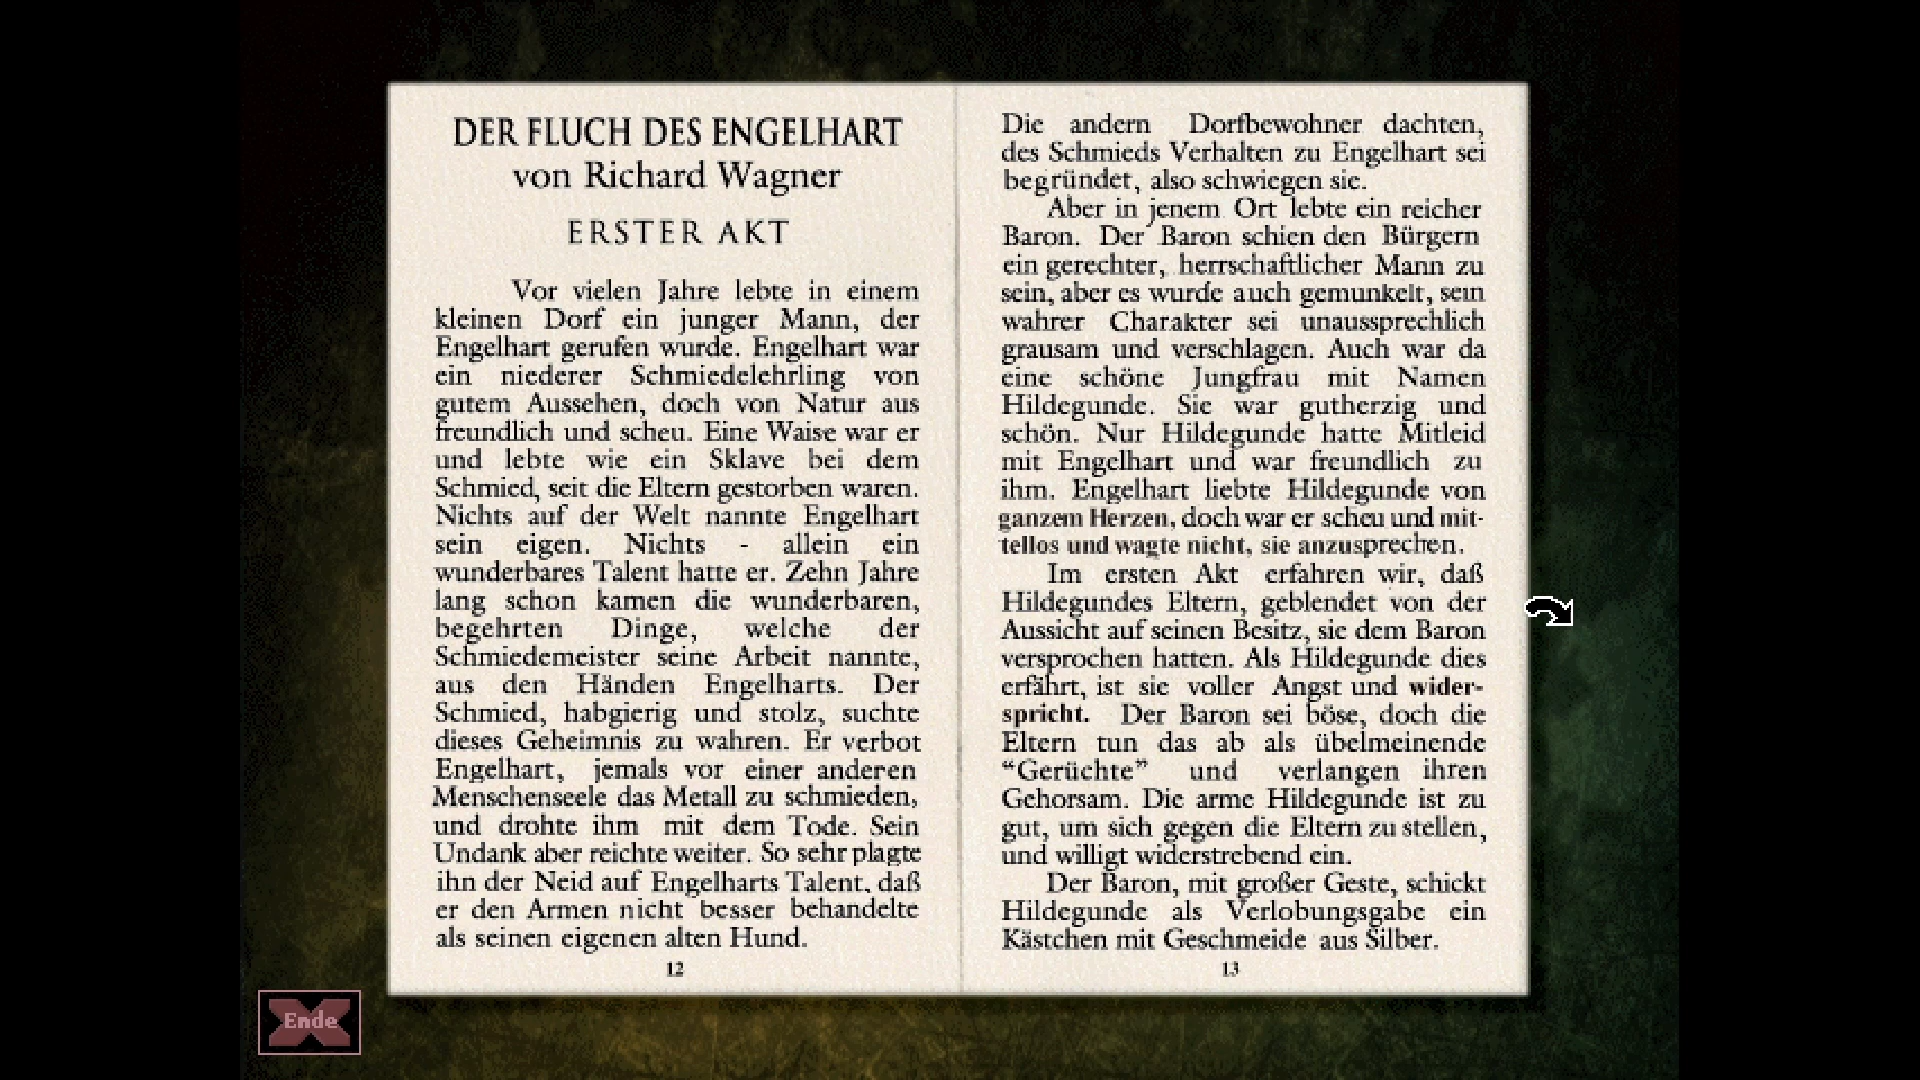 DER FLUCH DES ENGELHART
von Richard Wagner
ERSTER AKT
Vor vielen Jahre lebte in einem
kleinen Dorf ein junger Mann, der
Engelhart gerufen wurde. Engelhart war
ein niederer Schmiedelehrling von
gutem Aussehen, doch von Natur aus
freundlich und scheu. Eine Waise war er
und lebte wie ein Sklave bei dem
Schmied, seit die Eltern gestorben waren.
Nichts auf der Welt nannte Engelhart
sein eigen. Nichts - allein ein
wunderbares Talent hatte er. Zehn Jahre
lang schon kamen die wunderbaren,
begehrten Dinge, welche der
Schmiedemeister seine Arbeit nannte,
aus den Händen Engelharts. Der
Schmied, habgierig und stolz, suchte
dieses Geheimnis zu wahren. Er verbot
Engelhart, jemals vor einer anderen
Menschenseele das Metall zu schmieden,
und drohte ihm mit dem Tode. Sein
Undank aber reichte weiter. So sehr plagte
ihn der Neid auf Engelharts Talent, daß
er den Armen nicht besser behandelte
als seinen eigenen alten Hund.
12
Die andern Dorfbewohner dachten,
des Schmieds Verhalten zu Engelhart sei
begründet, also schwiegen sie.
Aber in jenem Ort lebte ein reicher
Baron. Der Baron schien den Bürgern
ein gerechter, herrschaftlicher Mann zu
sein, aber es wurde auch gemunkelt, sein
wahrer Charakter sei unaussprechlich
grausam und verschlagen. Auch war da
eine schöne Jungfrau mit Namen
Hildegunde. Sie war gutherzig und
schön. Nur Hildegunde hatte Mitleid
mit Engelhart und war freundlich zu
ihm. Engelhart liebte Hildegunde von
ganzem Herzen, doch war er scheu und mit-
tellos und wagte nicht, sie anzusprechen.
Im ersten Akt erfahren wir, daß
Hildegundes Eltern, geblendet von der
Aussicht auf seinen Besitz, sie dem Baron
versprochen hatten. Als Hildegunde dies
erfährt, ist sie voller Angst und wider-
spricht. Der Baron sei böse, doch die
Eltern tun das ab als übelmeinende
“Gerüchte” und verlangen ihren
Gehorsam. Die arme Hildegunde ist zu
gut, um sich gegen die Eltern zu stellen,
und willigt widerstrebend ein.
Der Baron, mit großer Geste, schickt
Hildegunde als Verlobungsgabe ein
Kästchen mit Geschmeide aus Silber.
13
Ende